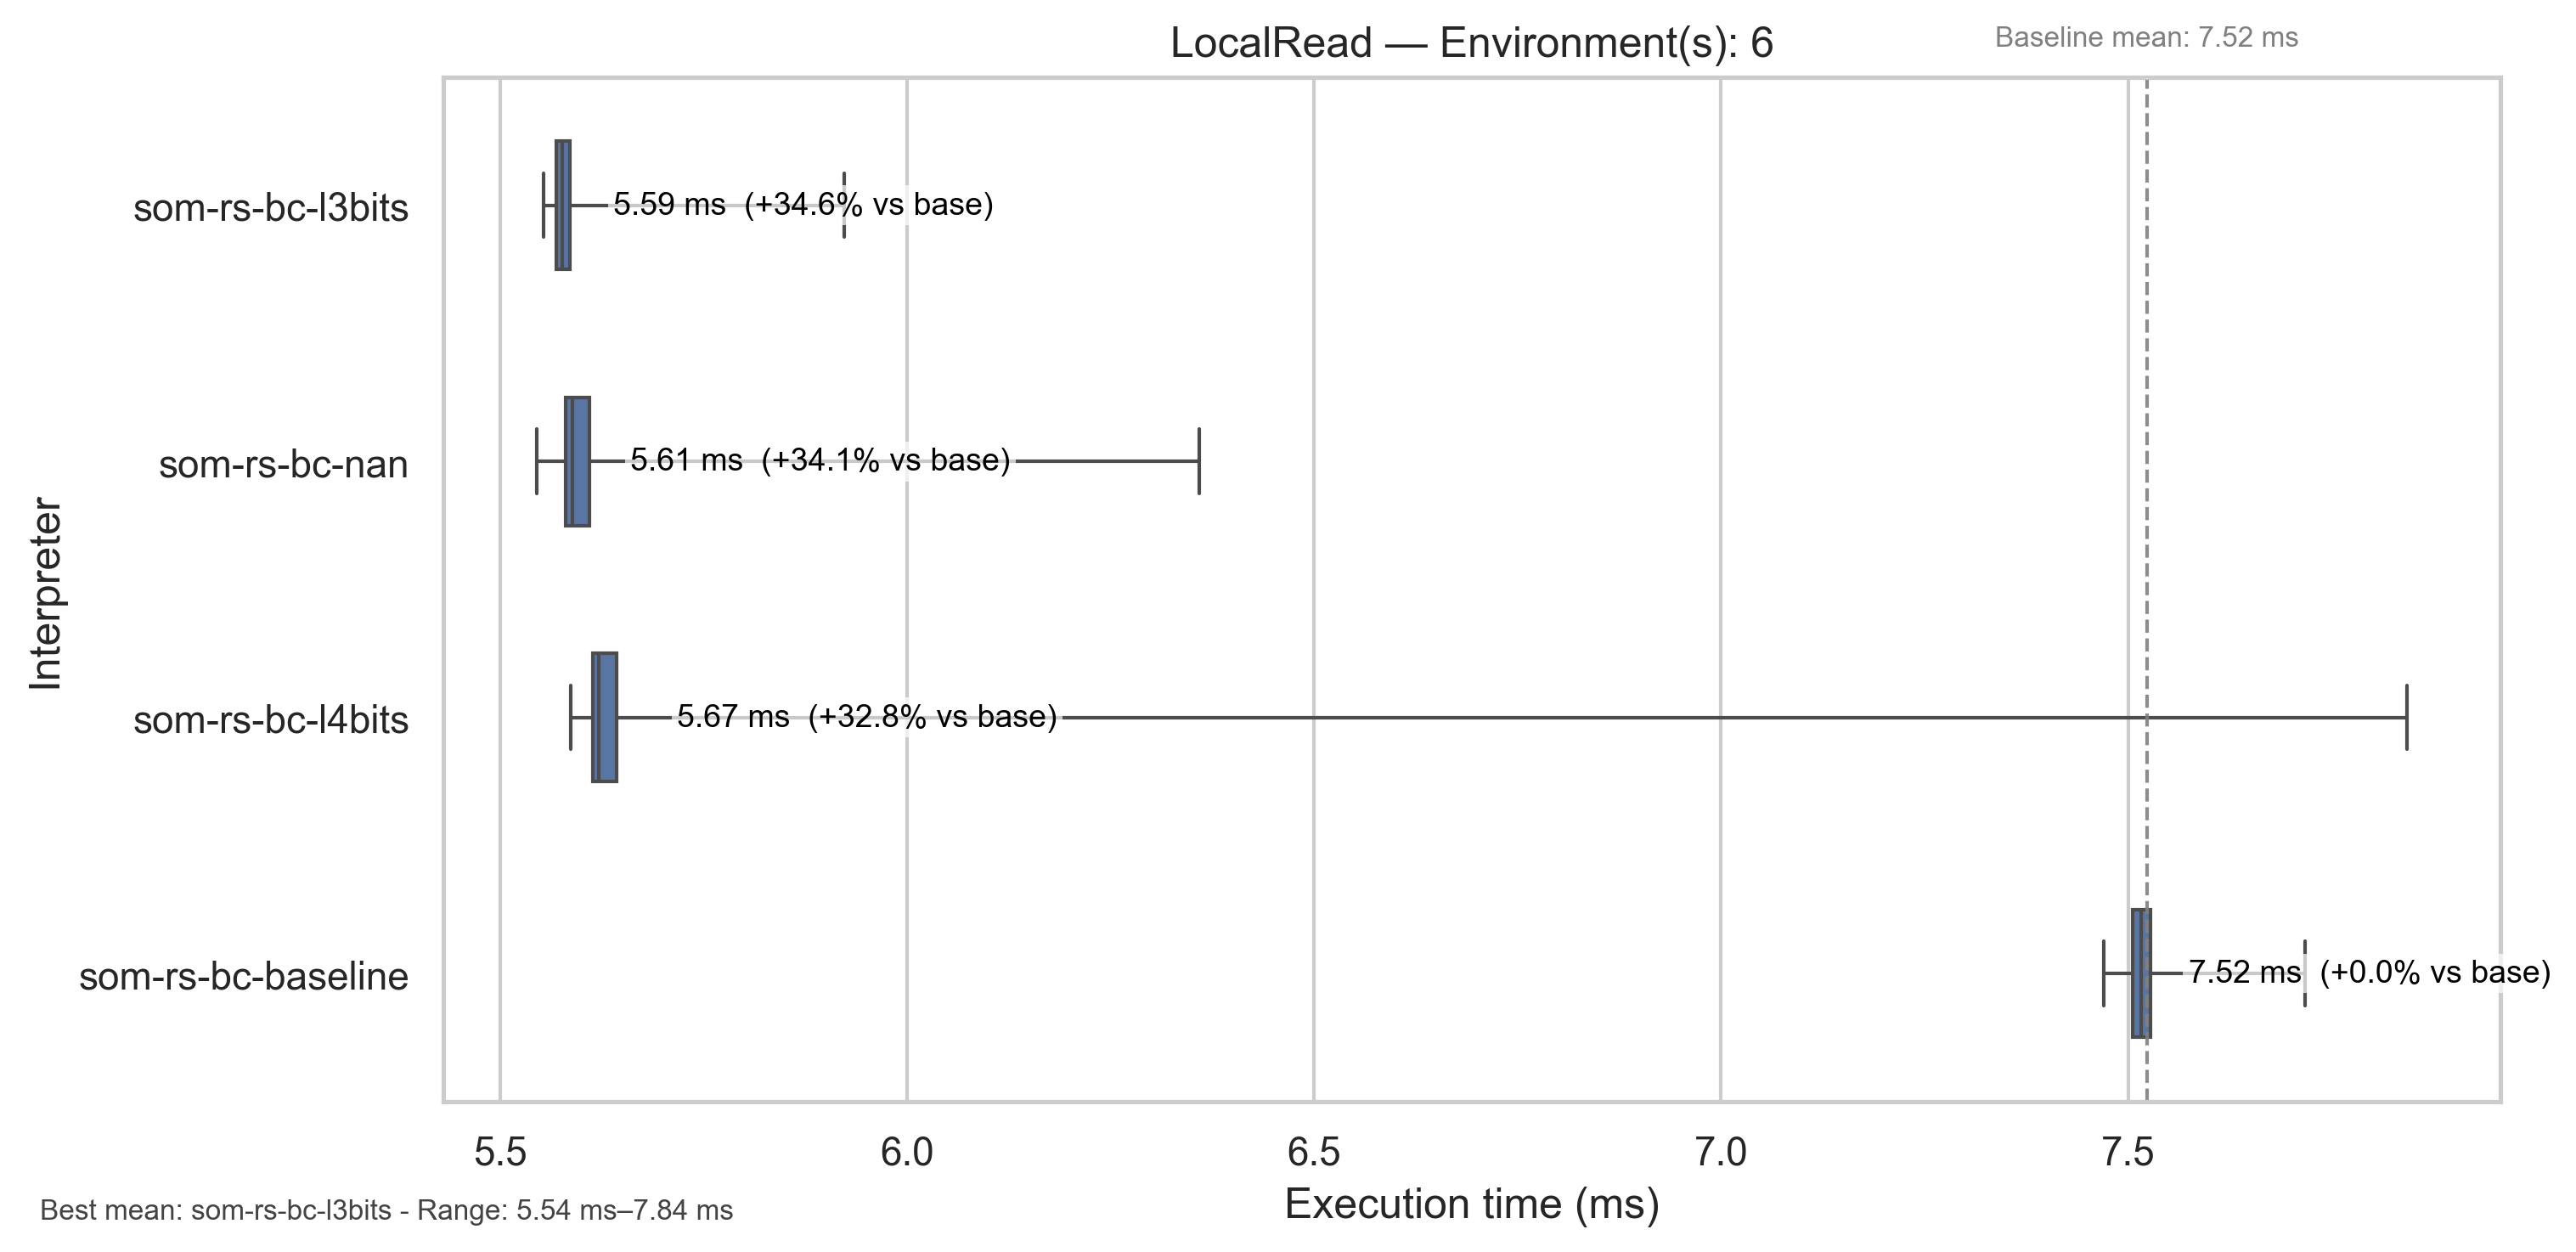 LocalRead — Environment(s): 6
Baseline mean: 7.52 ms
Interpreter
som-rs-bc-l3bits
5.59 ms (+34.6% vs base)
som-rs-bc-nan
5.61 ms (+34.1% vs base)
som-rs-bc-l4bits
5.67 ms (+32.8% vs base)
som-rs-bc-baseline
7.52 ms (+0.0% vs base)
5.5 6.0 6.5 7.0 7.5
Execution time (ms)
Best mean: som-rs-bc-l3bits - Range: 5.54 ms–7.84 ms